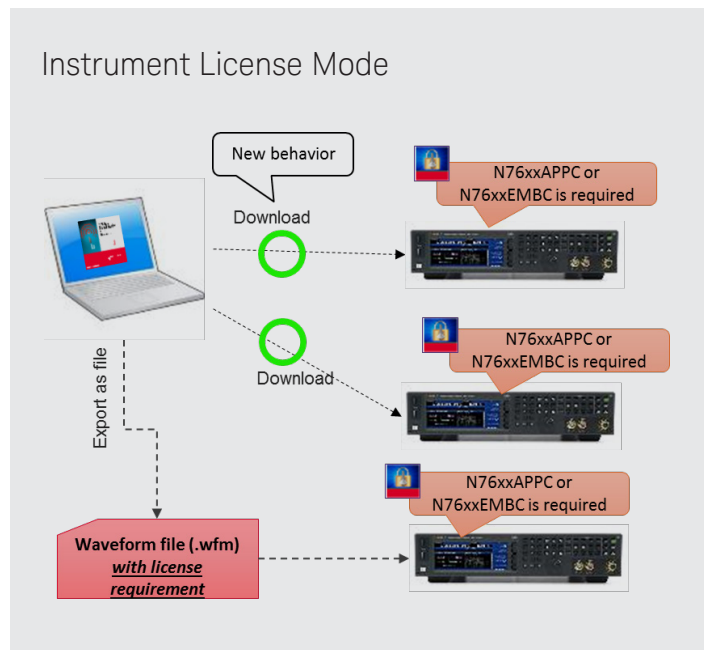 Instrument License Mode
New behavior
Download
N76xxAPPC or
N76xxEMBC is required
Download
N76xxAPPC or
N76xxEMBC is required
Export as file
N76xxAPPC or
N76xxEMBC is required
Waveform file (.wfm)
with license
requirement